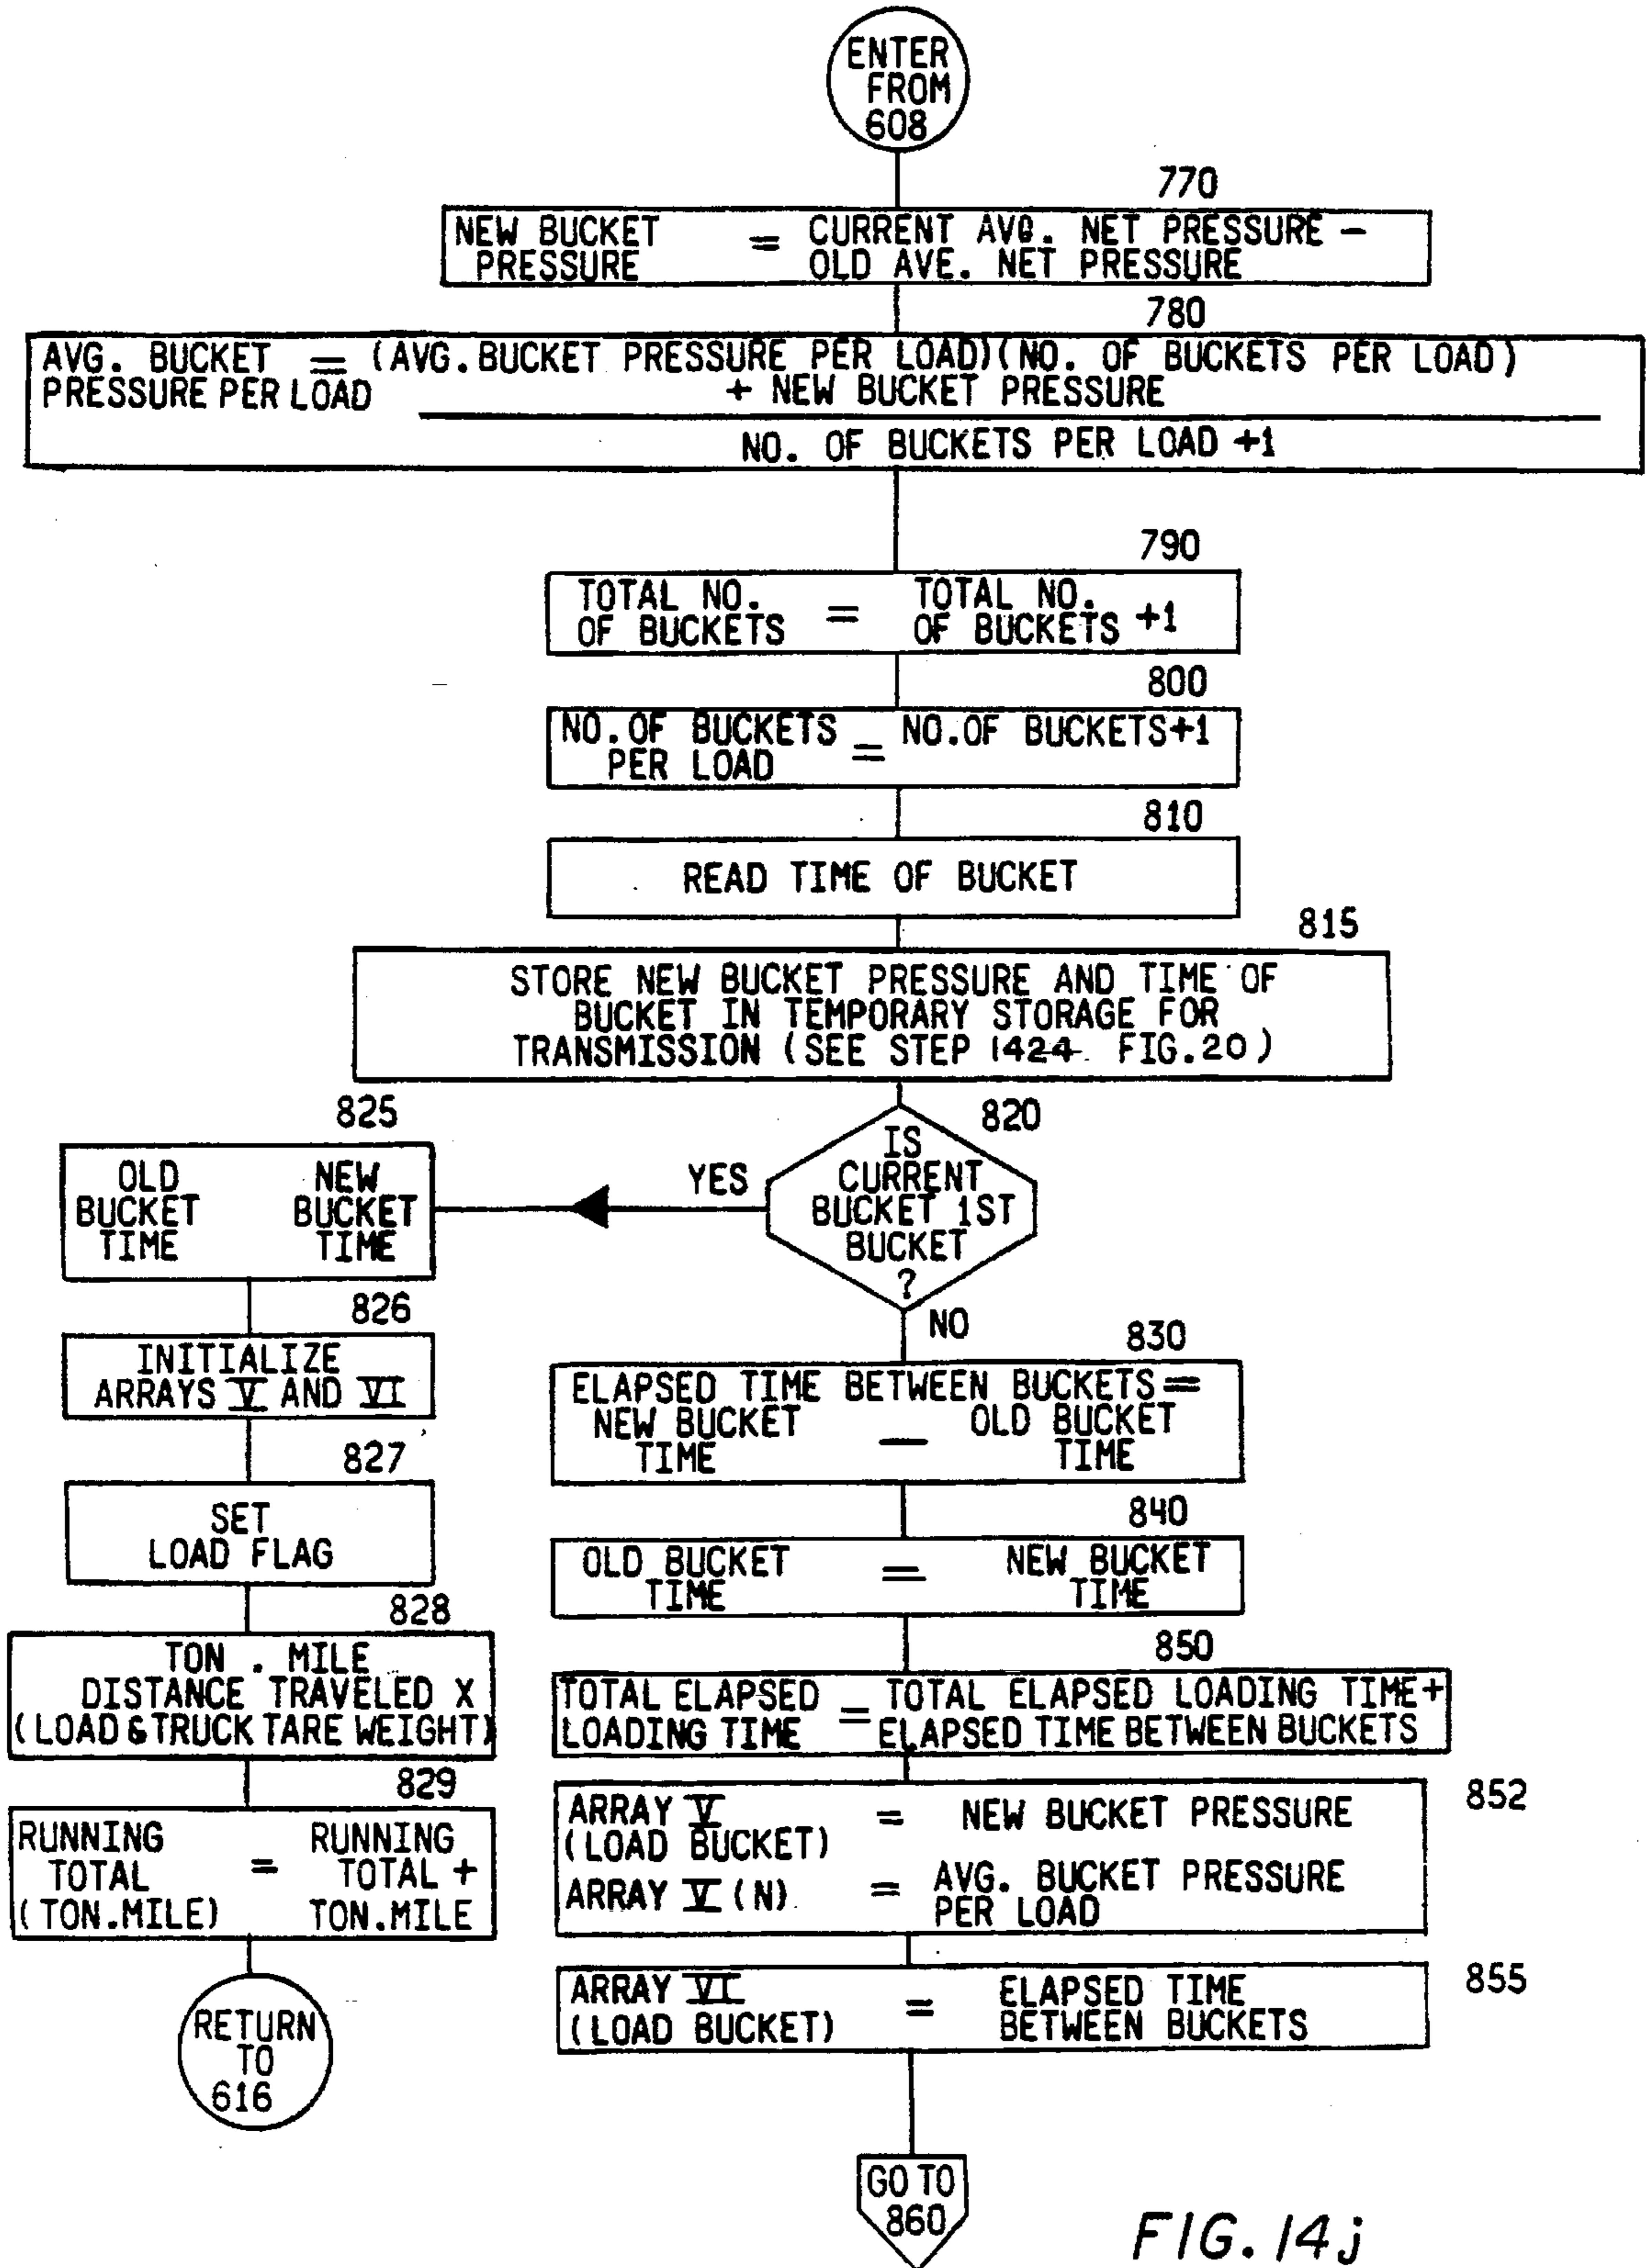 ENTER
FROM
608
770
NEW BUCKET = CURRENT AVG. NET PRESSURE –
PRESSURE OLD AVE. NET PRESSURE
780
AVG. BUCKET = (AVG. BUCKET PRESSURE PER LOAD)(NO. OF BUCKETS PER LOAD)
PRESSURE PER LOAD + NEW BUCKET PRESSURE
NO. OF BUCKETS PER LOAD +1
790
TOTAL NO. = TOTAL NO. +1
OF BUCKETS OF BUCKETS
800
NO. OF BUCKETS = NO. OF BUCKETS+1
PER LOAD
810
READ TIME OF BUCKET
815
STORE NEW BUCKET PRESSURE AND TIME OF
BUCKET IN TEMPORARY STORAGE FOR
TRANSMISSION (SEE STEP 1424 FIG.20)
820
IS
CURRENT
BUCKET 1ST
BUCKET
?
YES
825
OLD NEW
BUCKET BUCKET
TIME TIME
826
INITIALIZE
ARRAYS V AND VI
827
SET
LOAD FLAG
828
TON . MILE
DISTANCE TRAVELED X
(LOAD & TRUCK TARE WEIGHT)
829
RUNNING RUNNING
TOTAL = TOTAL +
(TON.MILE) TON.MILE
RETURN
TO
616
NO
830
ELAPSED TIME BETWEEN BUCKETS =
NEW BUCKET — OLD BUCKET
TIME TIME
840
OLD BUCKET = NEW BUCKET
TIME TIME
850
TOTAL ELAPSED = TOTAL ELAPSED LOADING TIME +
LOADING TIME ELAPSED TIME BETWEEN BUCKETS
852
ARRAY V = NEW BUCKET PRESSURE
(LOAD BUCKET)
ARRAY V (N) = AVG. BUCKET PRESSURE
PER LOAD
855
ARRAY VI = ELAPSED TIME
(LOAD BUCKET) BETWEEN BUCKETS
GO TO
860
FIG. 14j